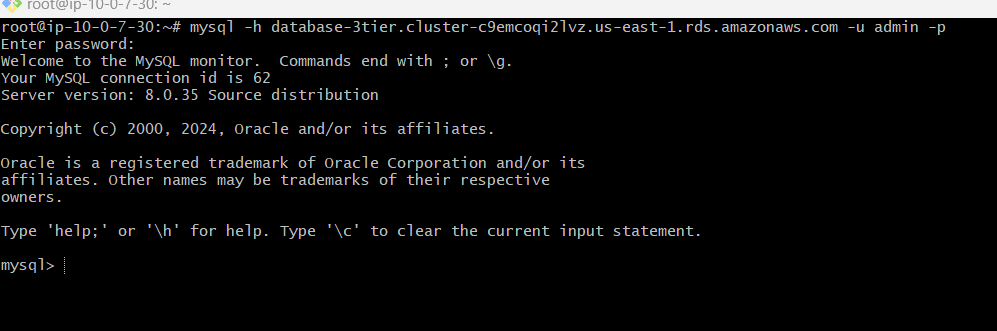 root@ip-10-0-7-30: ~
root@ip-10-0-7-30:~# mysql -h database-3tier.cluster-c9emcoqi2lvz.us-east-1.rds.amazonaws.com -u admin -p
Enter password:
Welcome to the MySQL monitor.  Commands end with ; or \g.
Your MySQL connection id is 62
Server version: 8.0.35 Source distribution
Copyright (c) 2000, 2024, Oracle and/or its affiliates.
Oracle is a registered trademark of Oracle Corporation and/or its
affiliates. Other names may be trademarks of their respective
owners.
Type 'help;' or '\h' for help. Type '\c' to clear the current input statement.
mysql>